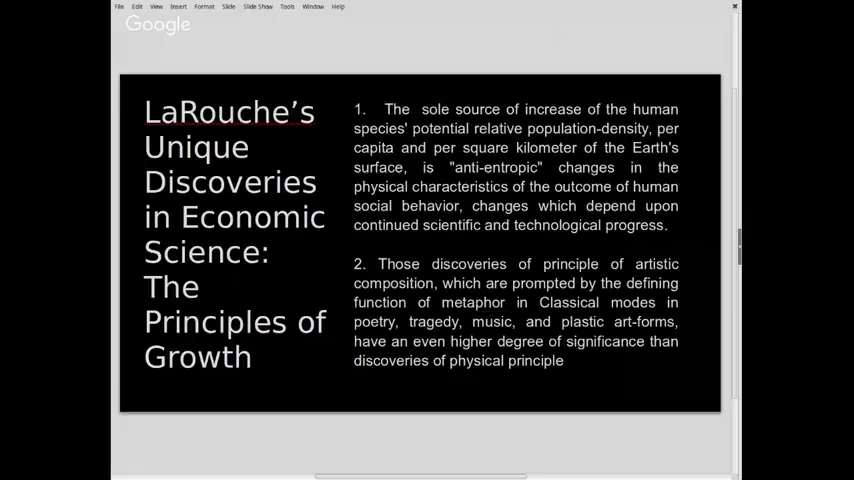 File Edit View Insert Format Slide Slide Show Tools Window Help
Google
LaRouche’s
Unique
Discoveries
in Economic
Science:
The
Principles of
Growth
1. The sole source of increase of the human
species' potential relative population-density, per
capita and per square kilometer of the Earth's
surface, is "anti-entropic" changes in the
physical characteristics of the outcome of human
social behavior, changes which depend upon
continued scientific and technological progress.
2. Those discoveries of principle of artistic
composition, which are prompted by the defining
function of metaphor in Classical modes in
poetry, tragedy, music, and plastic art-forms,
have an even higher degree of significance than
discoveries of physical principle